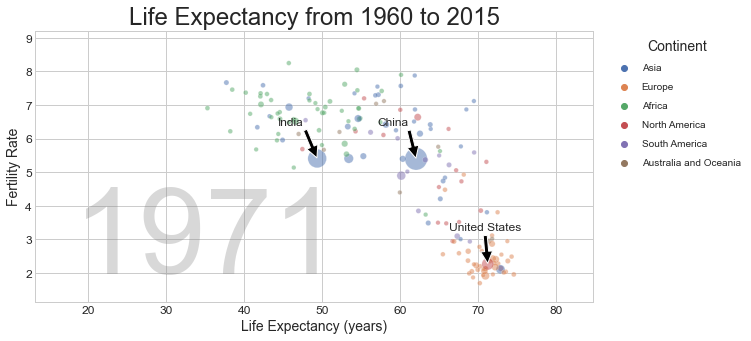 Life Expectancy from 1960 to 2015
Continent
Asia
Europe
Africa
North America
South America
Australia and Oceania
9
8
7
6
5
4
3
2
Fertility Rate
India
China
United States
1971
20
30
40
50
60
70
80
Life Expectancy (years)